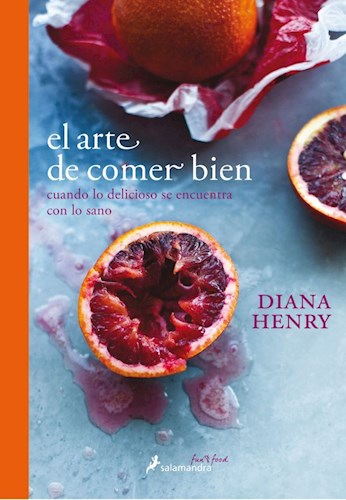 el arte
de comer bien
cuando lo delicioso se encuentra
con lo sano
DIANA
HENRY
fun & food
salamandra